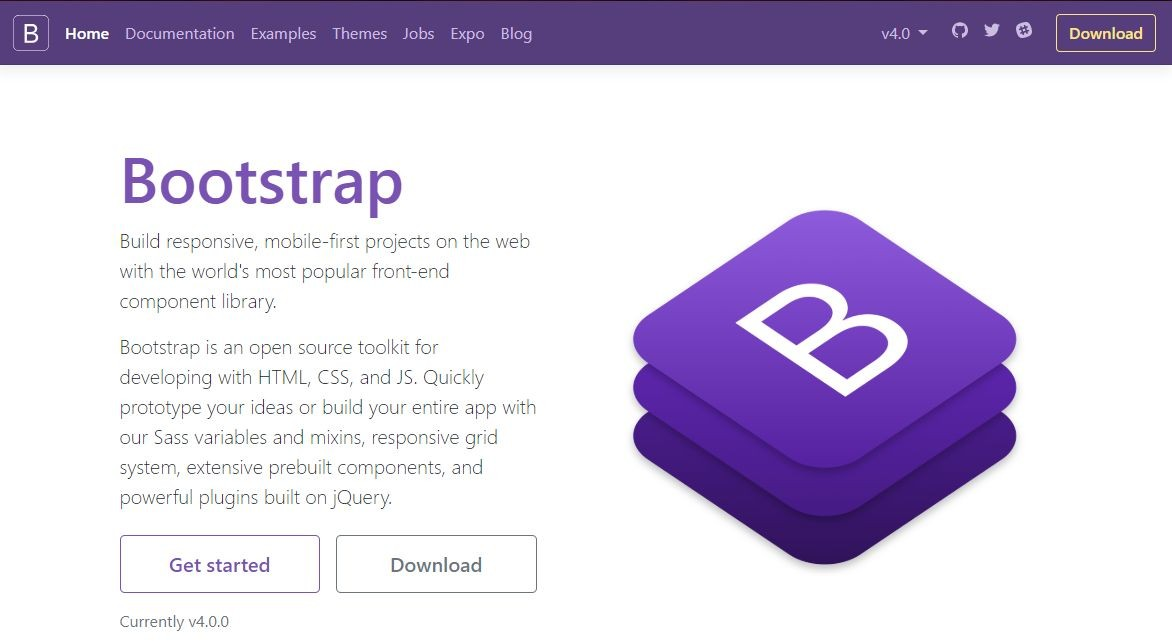 B Home Documentation Examples Themes Jobs Expo Blog v4.0 Download
Bootstrap
Build responsive, mobile-first projects on the web
with the world's most popular front-end
component library.
Bootstrap is an open source toolkit for
developing with HTML, CSS, and JS. Quickly
prototype your ideas or build your entire app with
our Sass variables and mixins, responsive grid
system, extensive prebuilt components, and
powerful plugins built on jQuery.
Get started Download
Currently v4.0.0
B